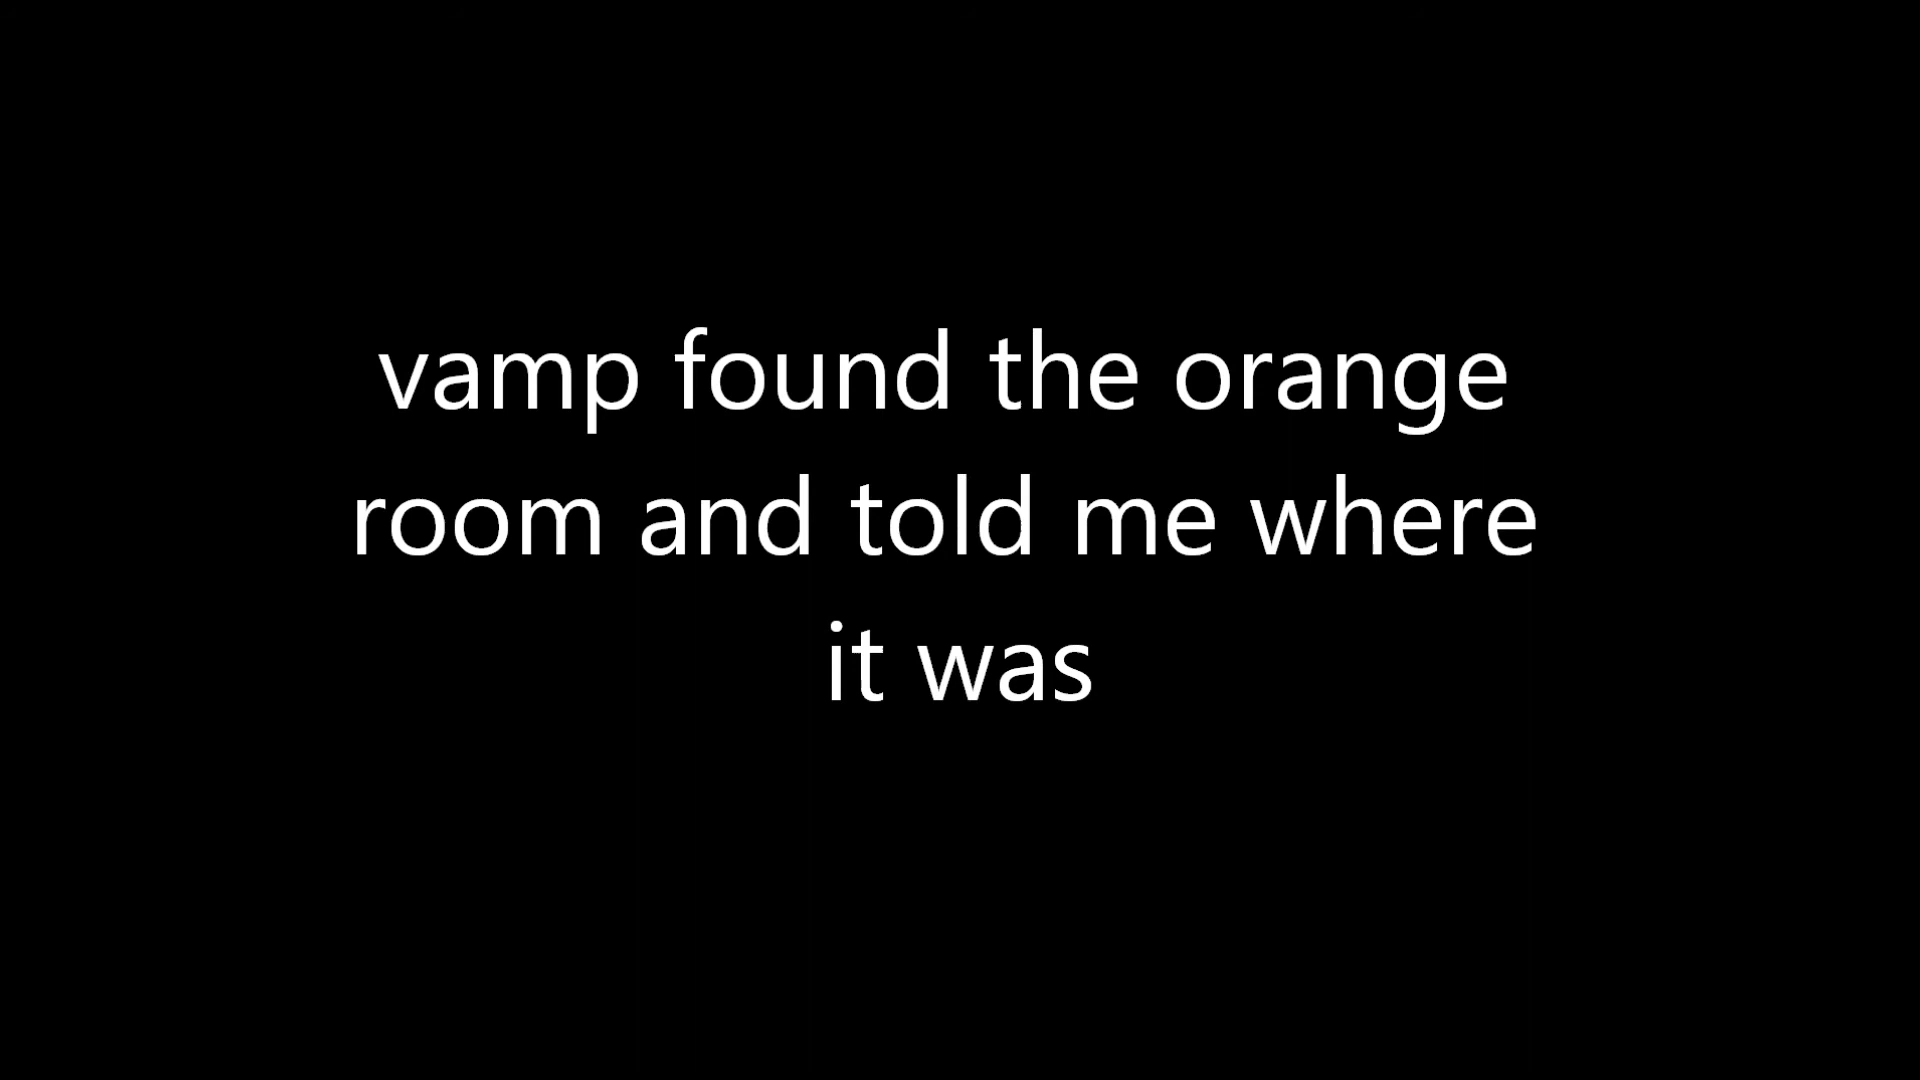 vamp found the orange
room and told me where
it was